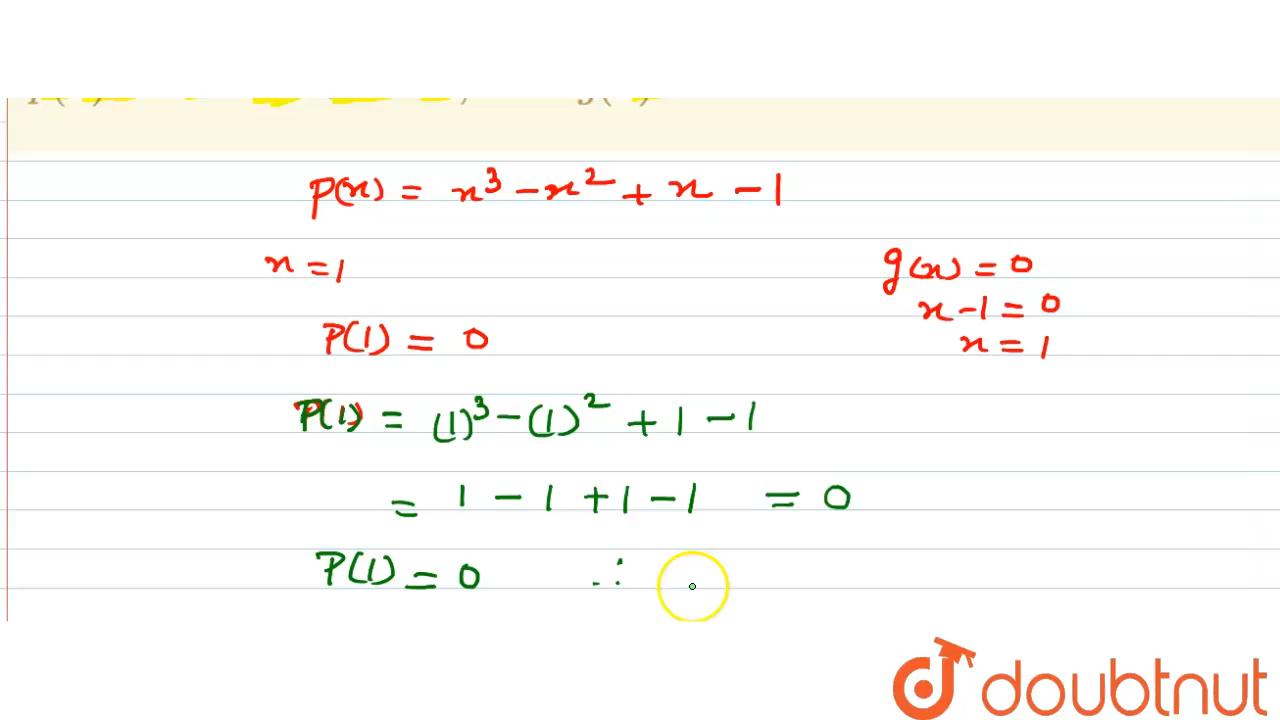 P(x) = x³ - x² + x - 1
x = 1
g(x) = 0
x - 1 = 0
x = 1
P(1) = 0
P(1) = (1)³ - (1)² + 1 - 1
= 1 - 1 + 1 - 1 = 0
P(1) = 0 ∴
doubtnut